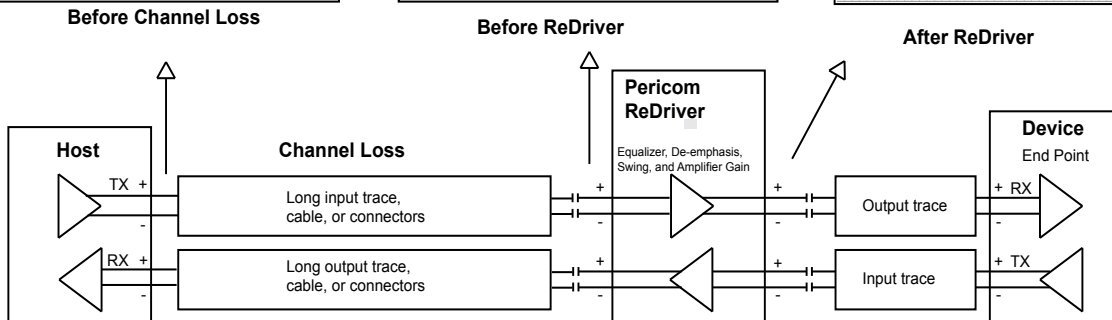 Before Channel Loss
Before ReDriver
After ReDriver
Pericom
ReDriver
Equalizer, De-emphasis,
Swing, and Amplifier Gain
Host
Channel Loss
Device
End Point
TX +
-
Long input trace,
cable, or connectors
+
-
+
-
Output trace
+ RX
-
RX +
-
Long output trace,
cable, or connectors
+
-
+
-
Input trace
+ TX
-